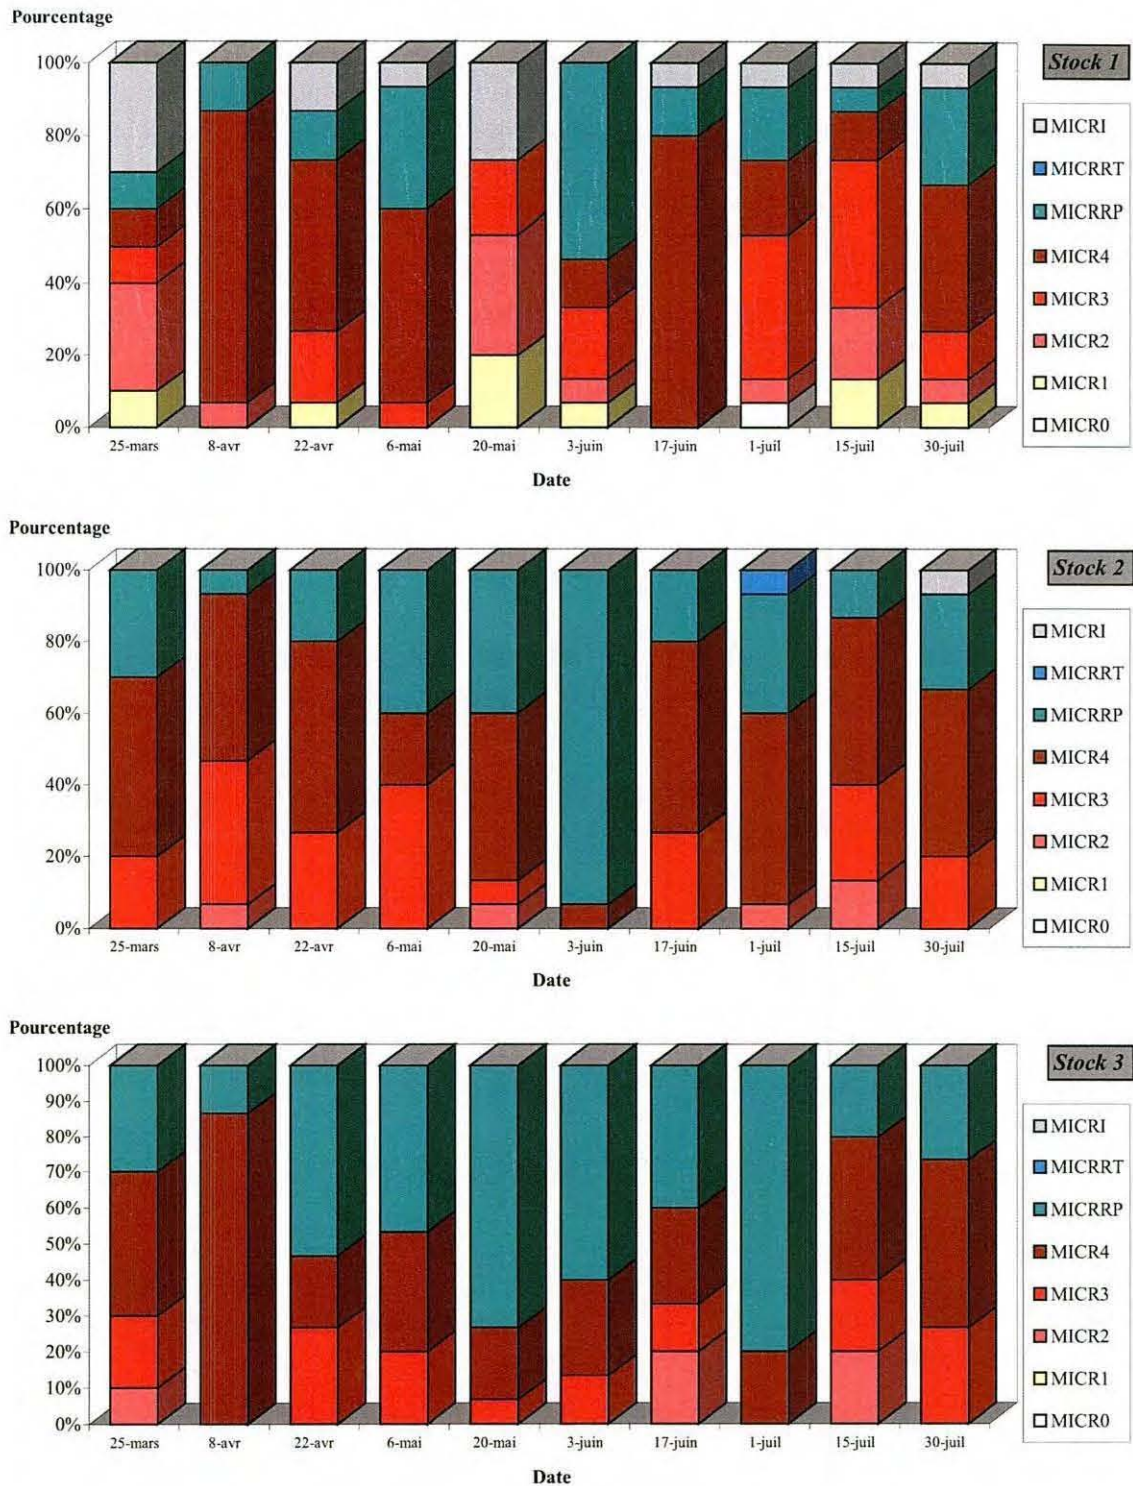 Pourcentage
Stock 1
100%
80%
60%
40%
20%
0%
25-mars 8-avr 22-avr 6-mai 20-mai 3-juin 17-juin 1-juil 15-juil 30-juil
Date
MICRI
MICRRT
MICRRP
MICR4
MICR3
MICR2
MICR1
MICR0
Pourcentage
Stock 2
100%
80%
60%
40%
20%
0%
25-mars 8-avr 22-avr 6-mai 20-mai 3-juin 17-juin 1-juil 15-juil 30-juil
Date
MICRI
MICRRT
MICRRP
MICR4
MICR3
MICR2
MICR1
MICR0
Pourcentage
Stock 3
100%
90%
80%
70%
60%
50%
40%
30%
20%
10%
0%
25-mars 8-avr 22-avr 6-mai 20-mai 3-juin 17-juin 1-juil 15-juil 30-juil
Date
MICRI
MICRRT
MICRRP
MICR4
MICR3
MICR2
MICR1
MICR0